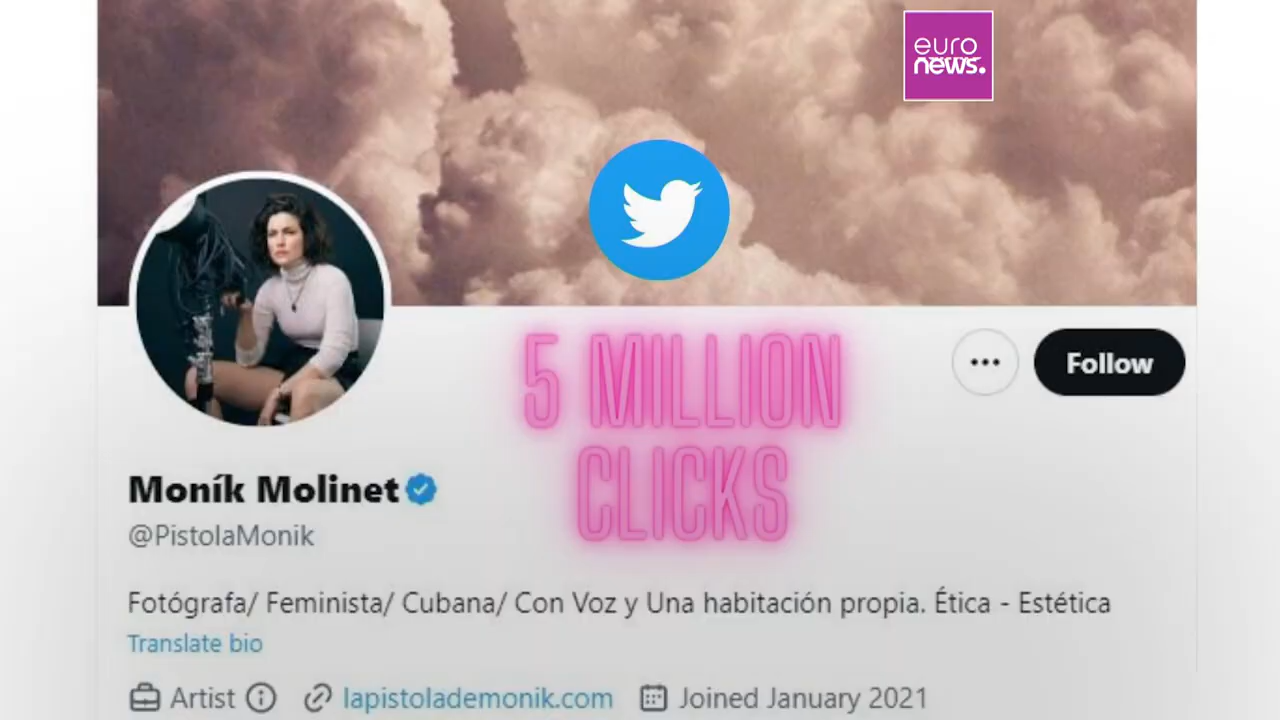 euro
news.
5 MILLION
CLICKS
Follow
Moník Molinet
@PistolaMonik
Fotógrafa/ Feminista/ Cubana/ Con Voz y Una habitación propia. Ética - Estética
Translate bio
Artist lapistolademonik.com Joined January 2021